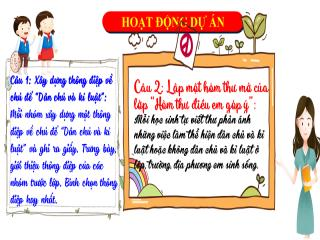 HOẠT ĐỘNG DỰ ÁN
Câu 1: Xây dựng thông điệp về
chủ đề "Dân chủ và kỉ luật":
Mỗi nhóm xây dựng một thông
điệp về chủ đề "Dân chủ và kỉ
luật" và ghi ra giấy, Trưng bày,
giới thiệu thông điệp của các
nhóm trước lớp, Bình chọn thông
điệp hay nhất.
Câu 2: Lập một hòm thư mà của
lớp "Hòm thư điều em góp ý":
Mỗi học sinh tự viết thư phản ánh
những việc làm thể hiện dân chủ và kỉ
luật hoặc không dân chủ và kỉ luật ở
lớp, trường, địa phương em sinh sống.